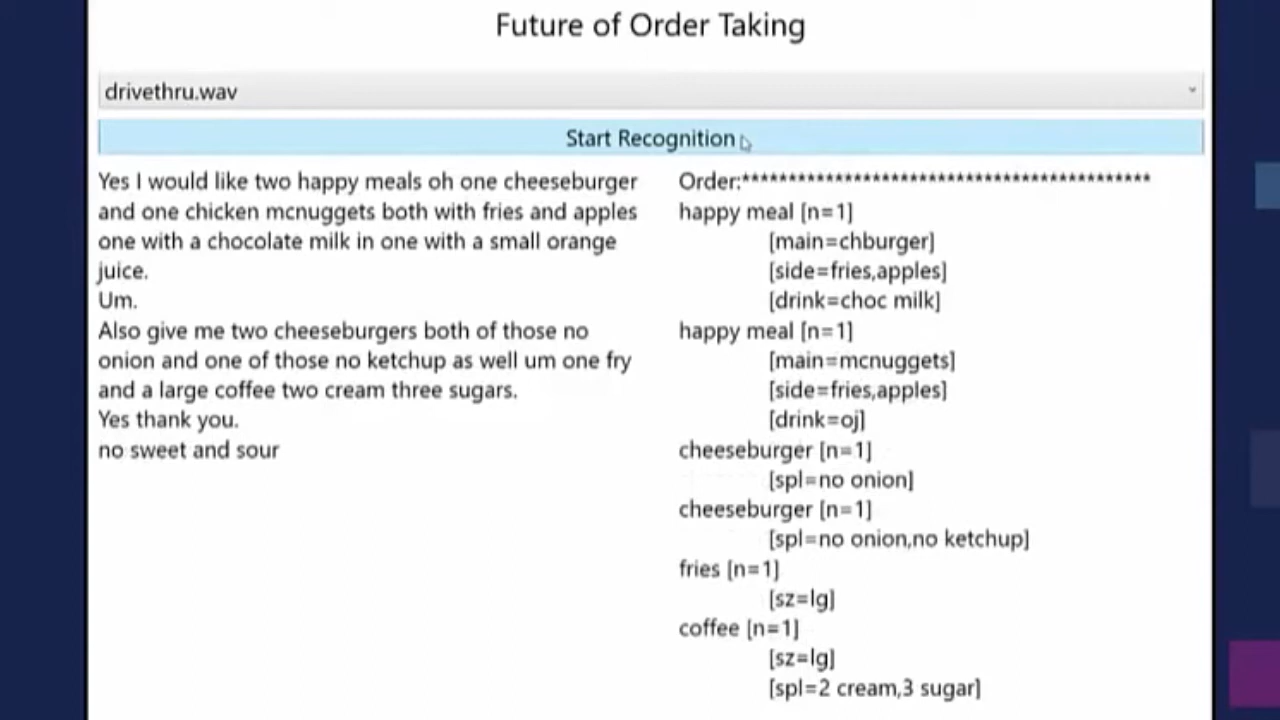 Future of Order Taking
drivethru.wav
Start Recognition
Yes I would like two happy meals oh one cheeseburger
and one chicken mcnuggets both with fries and apples
one with a chocolate milk in one with a small orange
juice.
Um.
Also give me two cheeseburgers both of those no
onion and one of those no ketchup as well um one fry
and a large coffee two cream three sugars.
Yes thank you.
no sweet and sour
Order:********************************************
happy meal [n=1]
[main=chburger]
[side=fries,apples]
[drink=choc milk]
happy meal [n=1]
[main=mcnuggets]
[side=fries,apples]
[drink=oj]
cheeseburger [n=1]
[spl=no onion]
cheeseburger [n=1]
[spl=no onion,no ketchup]
fries [n=1]
[sz=lg]
coffee [n=1]
[sz=lg]
[spl=2 cream,3 sugar]